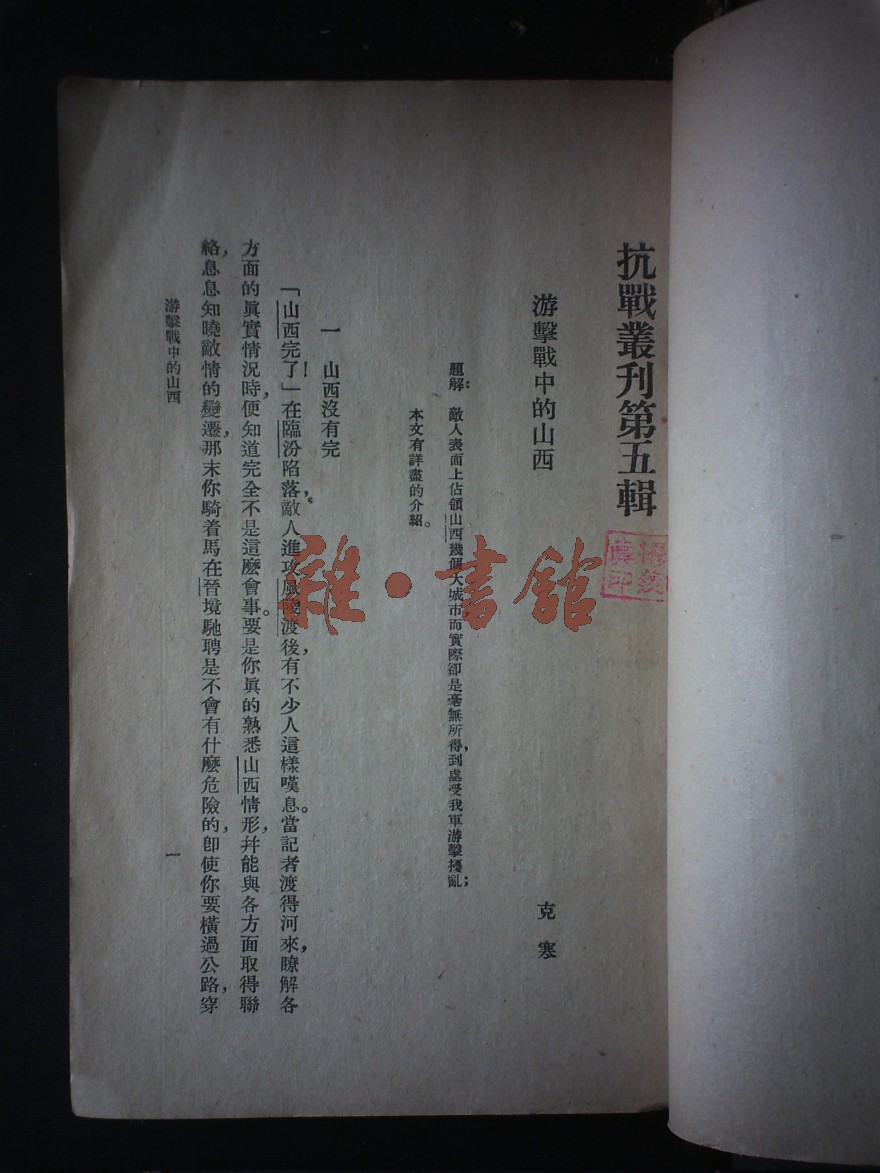 抗戰叢刊第五輯
游擊戰中的山西
克寒
題解:敵人表面上佔領山西幾個大城市而實際卻是毫無所得,到處受我軍游擊擾亂;
本文有詳盡的介紹。
一 山西沒有完
「山西完了!」在臨汾陷落,敵人進攻風陵渡後,有不少人這樣嘆息。當記者渡得河來,瞭解各
方面的眞實情況時,便知道完全不是這麼會事。要是你眞的熟悉山西情形,幷能與各方面取得聯
絡,息息知曉敵情的變遷,那末你騎着馬在晉境馳聘是不會有什麼危險的,卽使你要橫過公路,穿
游擊戰中的山西
一
雜·書館